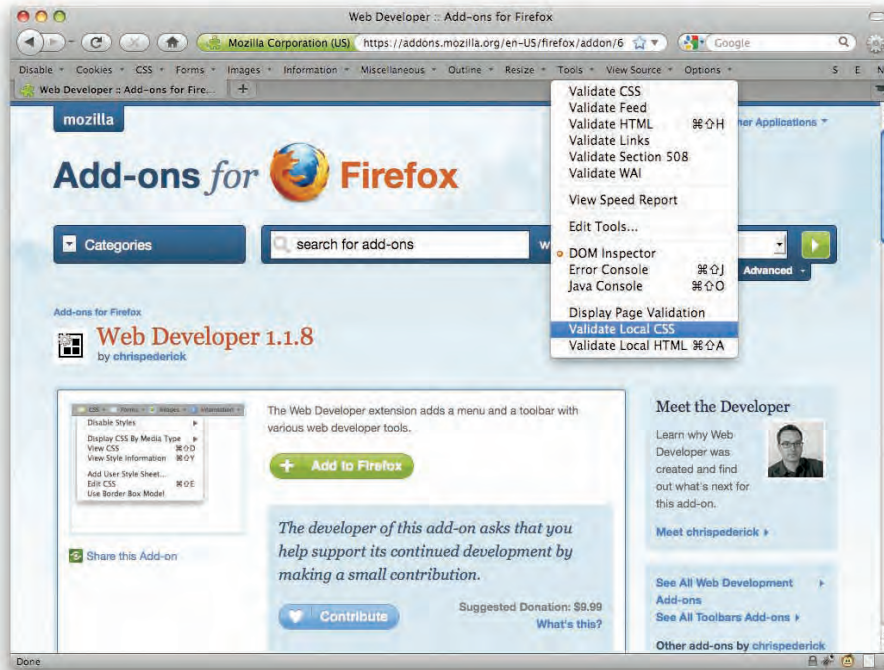 Web Developer :: Add-ons for Firefox
Mozilla Corporation (US) https://addons.mozilla.org/en-US/firefox/addon/6 Google
Disable Cookies CSS Forms Images Information Miscellaneous Outline Resize Tools View Source Options S E N
Web Developer :: Add-ons for Fire... +
Validate CSS
Validate Feed
Validate HTML ⌘⇧H
Validate Links
Validate Section 508
Validate WAI
View Speed Report
Edit Tools...
DOM Inspector
Error Console ⌘⇧J
Java Console ⌘⇧O
Display Page Validation
Validate Local CSS
Validate Local HTML ⌘⇧A
mozilla
her Applications
Add-ons for Firefox
Categories
search for add-ons
w
Advanced
Add-ons for Firefox
Web Developer 1.1.8
by chrispederick
CSS Forms Images Information
Disable Styles
Display CSS By Media Type
View CSS ⌘⇧D
View Style Information ⌘⇧Y
Add User Style Sheet...
Edit CSS ⌘⇧E
Use Border Box Model
Share this Add-on
The Web Developer extension adds a menu and a toolbar with
various web developer tools.
+ Add to Firefox
The developer of this add-on asks that you
help support its continued development by
making a small contribution.
Contribute
Suggested Donation: $9.99
What's this?
Meet the Developer
Learn why Web
Developer was
created and find
out what's next for
this add-on.
Meet chrispederick
See All Web Development
Add-ons
See All Toolbars Add-ons
Other add-ons by chrispederick
Done